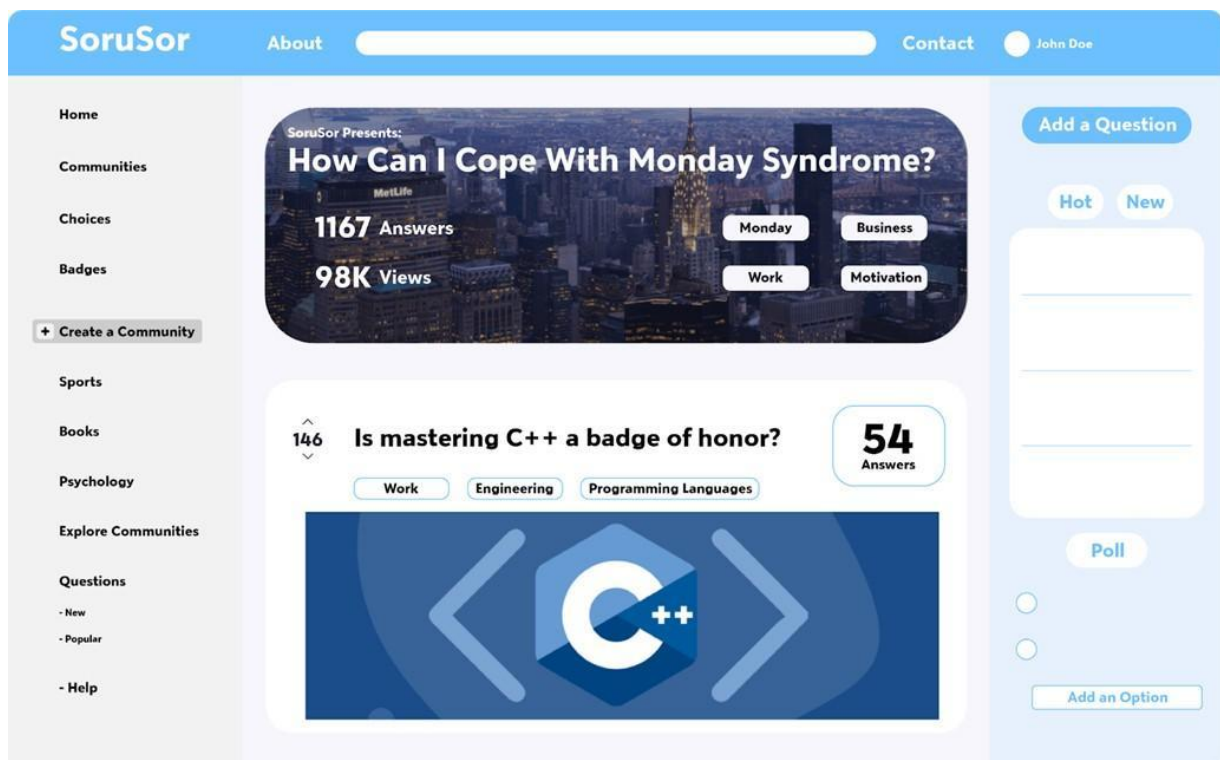 SoruSor
About
Contact
John Doe
Home
Communities
Choices
Badges
+ Create a Community
Sports
Books
Psychology
Explore Communities
Questions
- New
- Popular
- Help
SoruSor Presents:
How Can I Cope With Monday Syndrome?
MetLife
1167 Answers
98K Views
Monday
Business
Work
Motivation
146
Is mastering C++ a badge of honor?
54
Answers
Work
Engineering
Programming Languages
C++
Add a Question
Hot
New
Poll
Add an Option